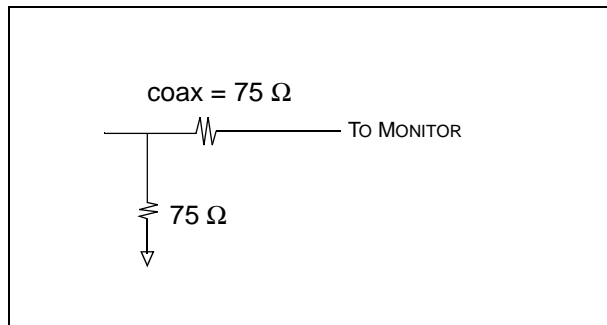 coax = 75 Ω
TO MONITOR
75 Ω